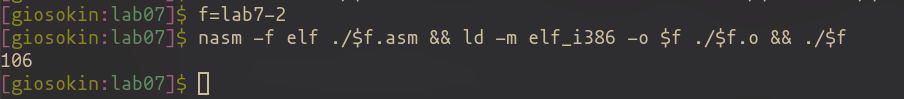 [giosokin:lab07]$ f=lab7-2
[giosokin:lab07]$ nasm -f elf ./$f.asm && ld -m elf_i386 -o $f ./$f.o && ./$f
106
[giosokin:lab07]$